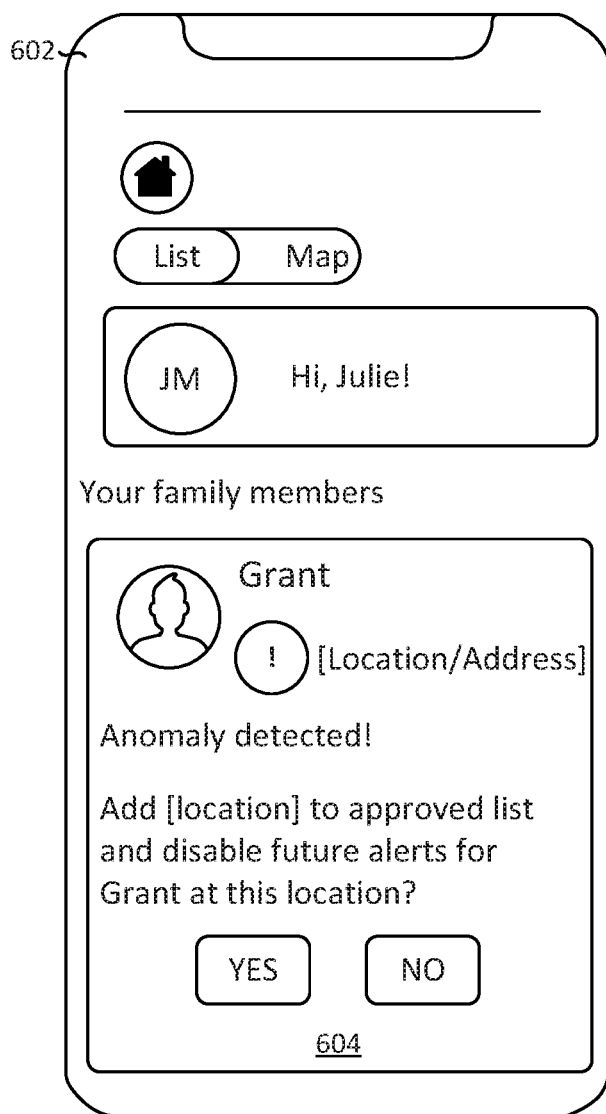 602
List Map
JM Hi, Julie!
Your family members
Grant
! [Location/Address]
Anomaly detected!
Add [location] to approved list
and disable future alerts for
Grant at this location?
YES NO
604